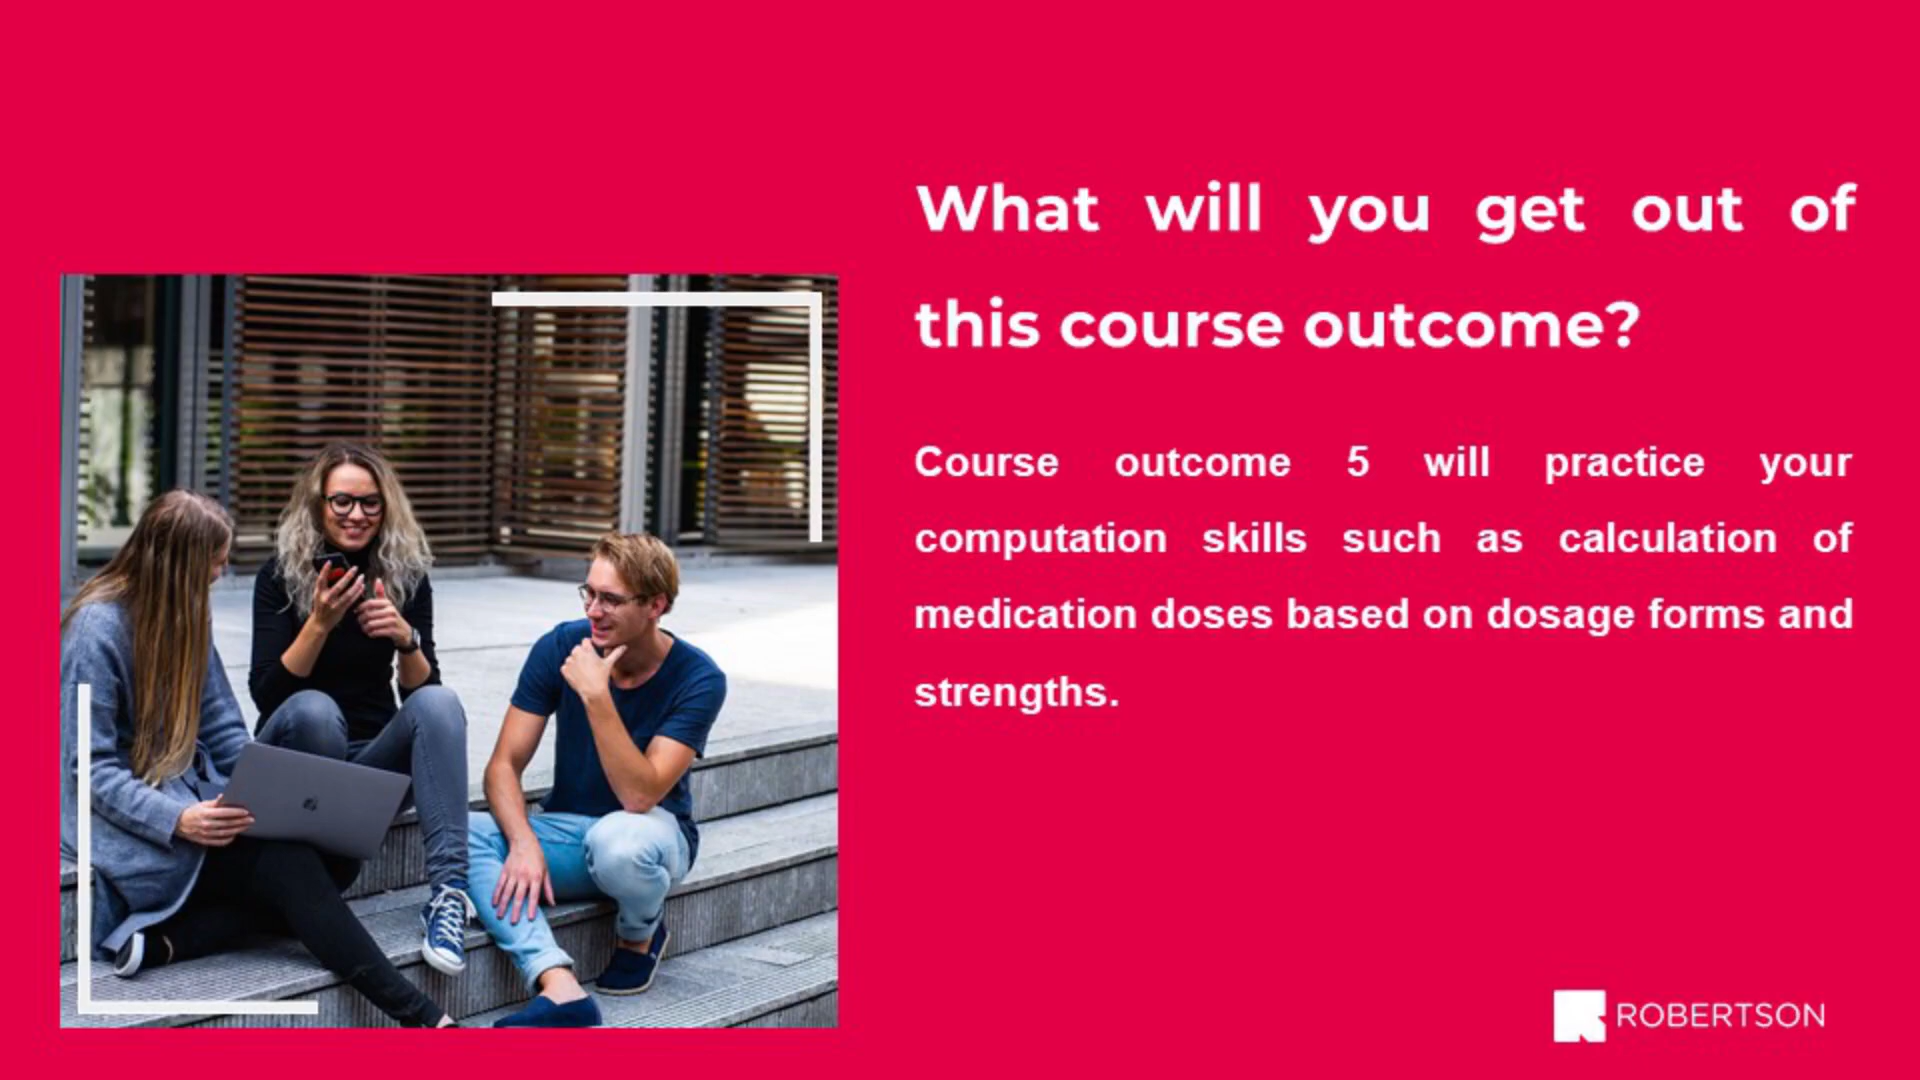 What will you get out of
this course outcome?
Course outcome 5 will practice your
computation skills such as calculation of
medication doses based on dosage forms and
strengths.
ROBERTSON